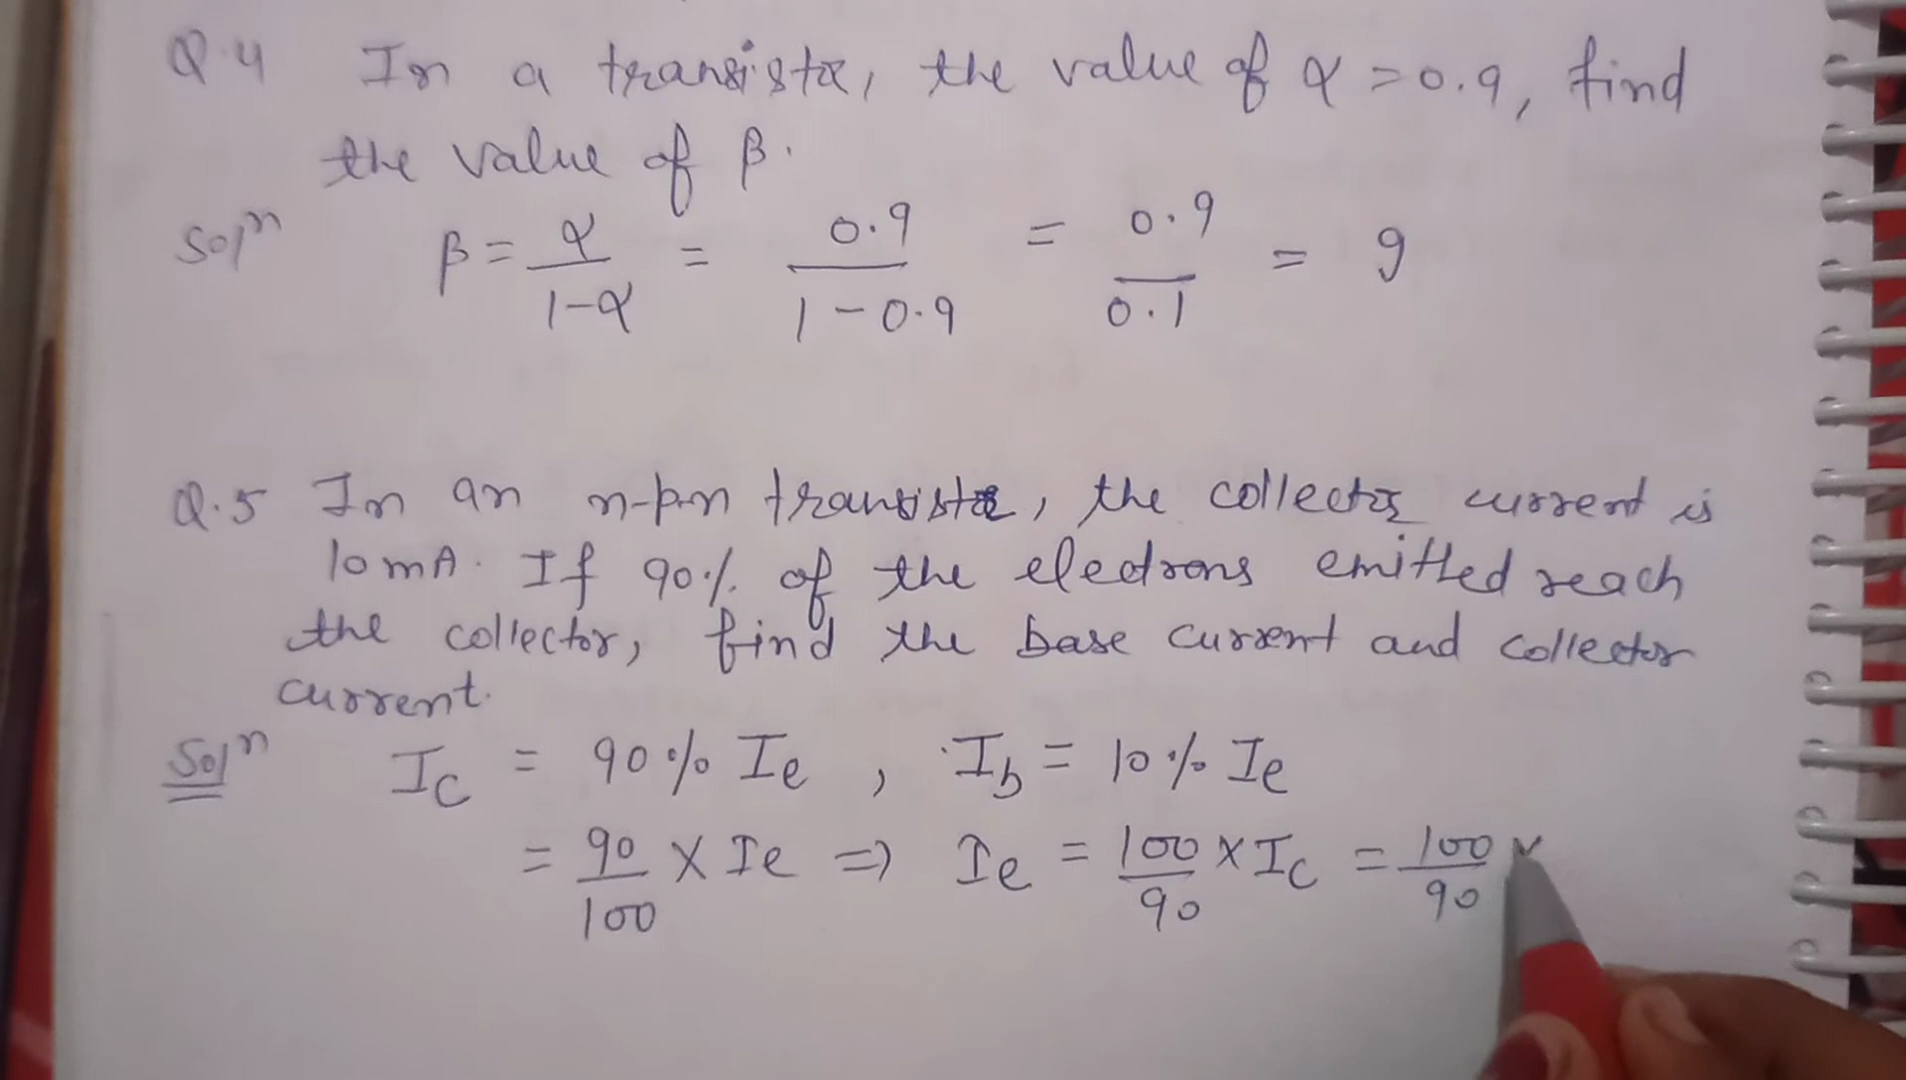 Q.4 In a transistor, the value of α = 0.9, find
the value of β.
Solⁿ β = α/1-α = 0.9/1-0.9 = 0.9/0.1 = 9
Q.5 In an n-p-n transistor, the collector current is
10mA. If 90% of the electrons emitted reach
the collector, find the base current and collector
current.
Solⁿ Ic = 90% Ie , Ib = 10% Ie
= 90/100 × Ie ⇒ Ie = 100/90 × Ic = 100/90 ×